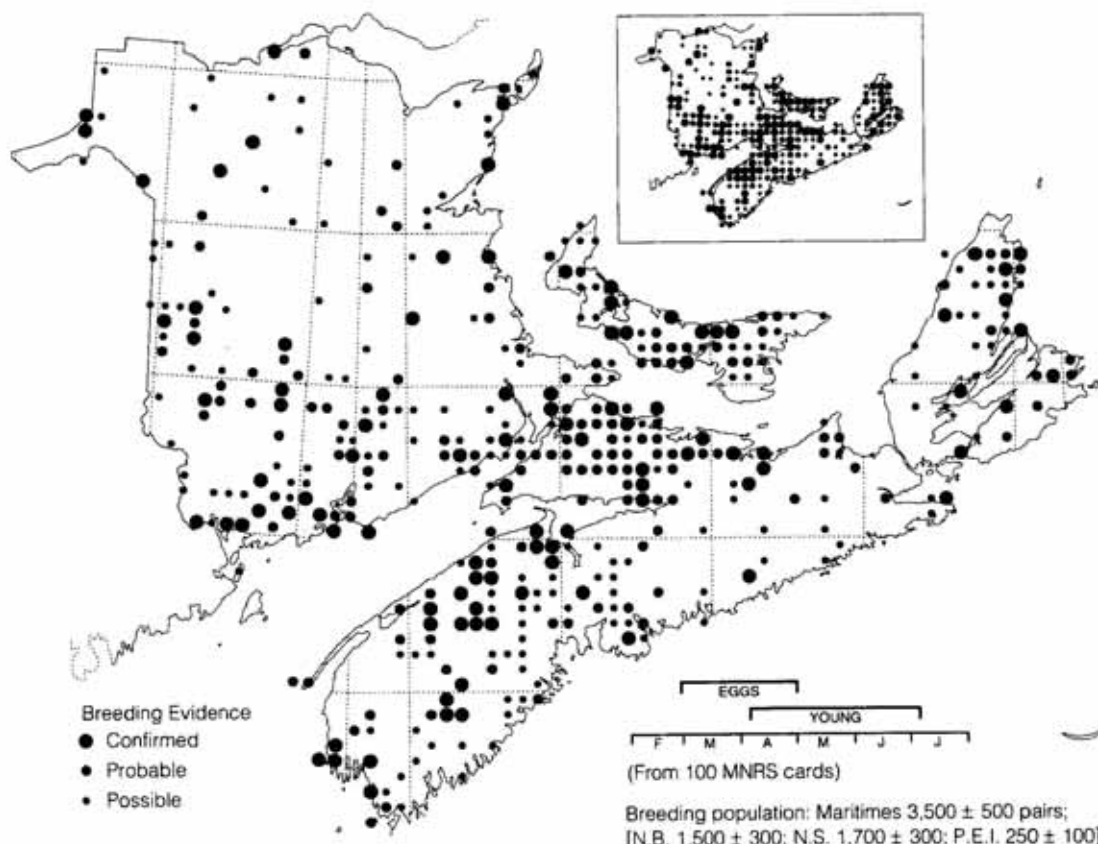 Breeding Evidence
Confirmed
Probable
Possible
EGGS
YOUNG
F M A M J J
(From 100 MNRS cards)
Breeding population: Maritimes 3,500 ± 500 pairs;
[N.B. 1,500 ± 300; N.S. 1,700 ± 300; P.E.I. 250 ± 100]